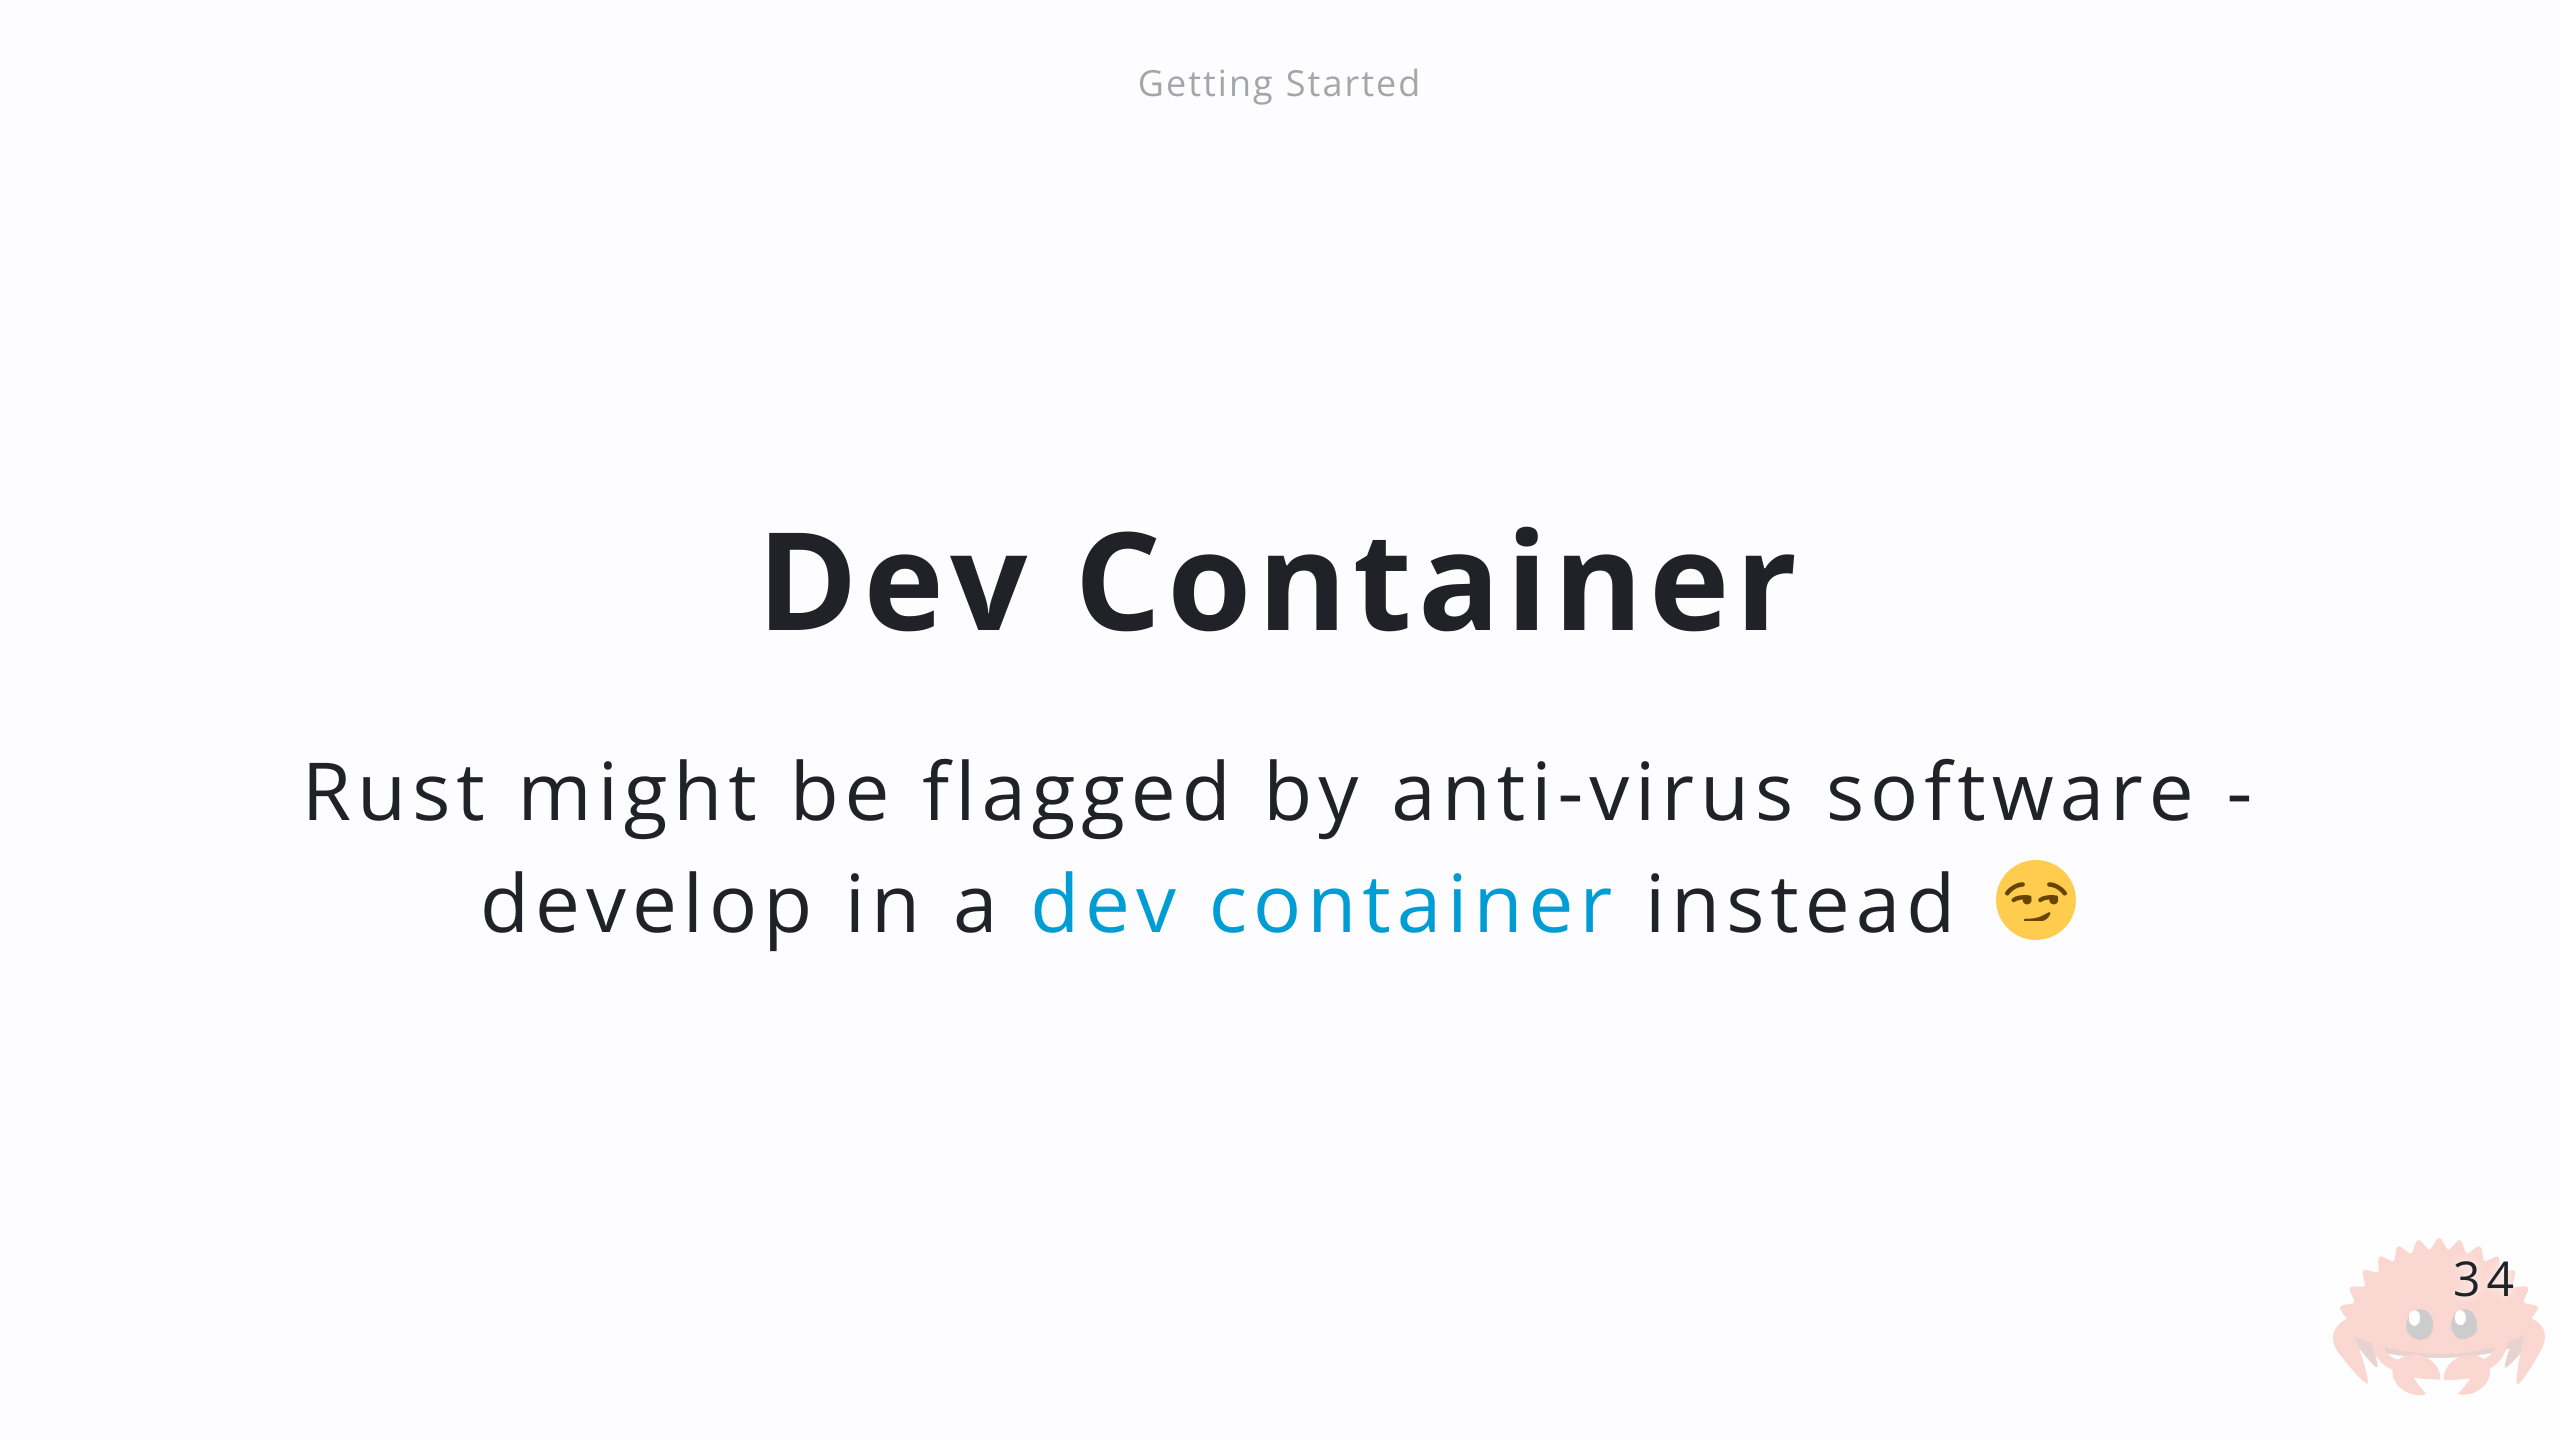 Getting Started
Dev Container
Rust might be flagged by anti-virus software -
develop in a dev container instead 😏
34